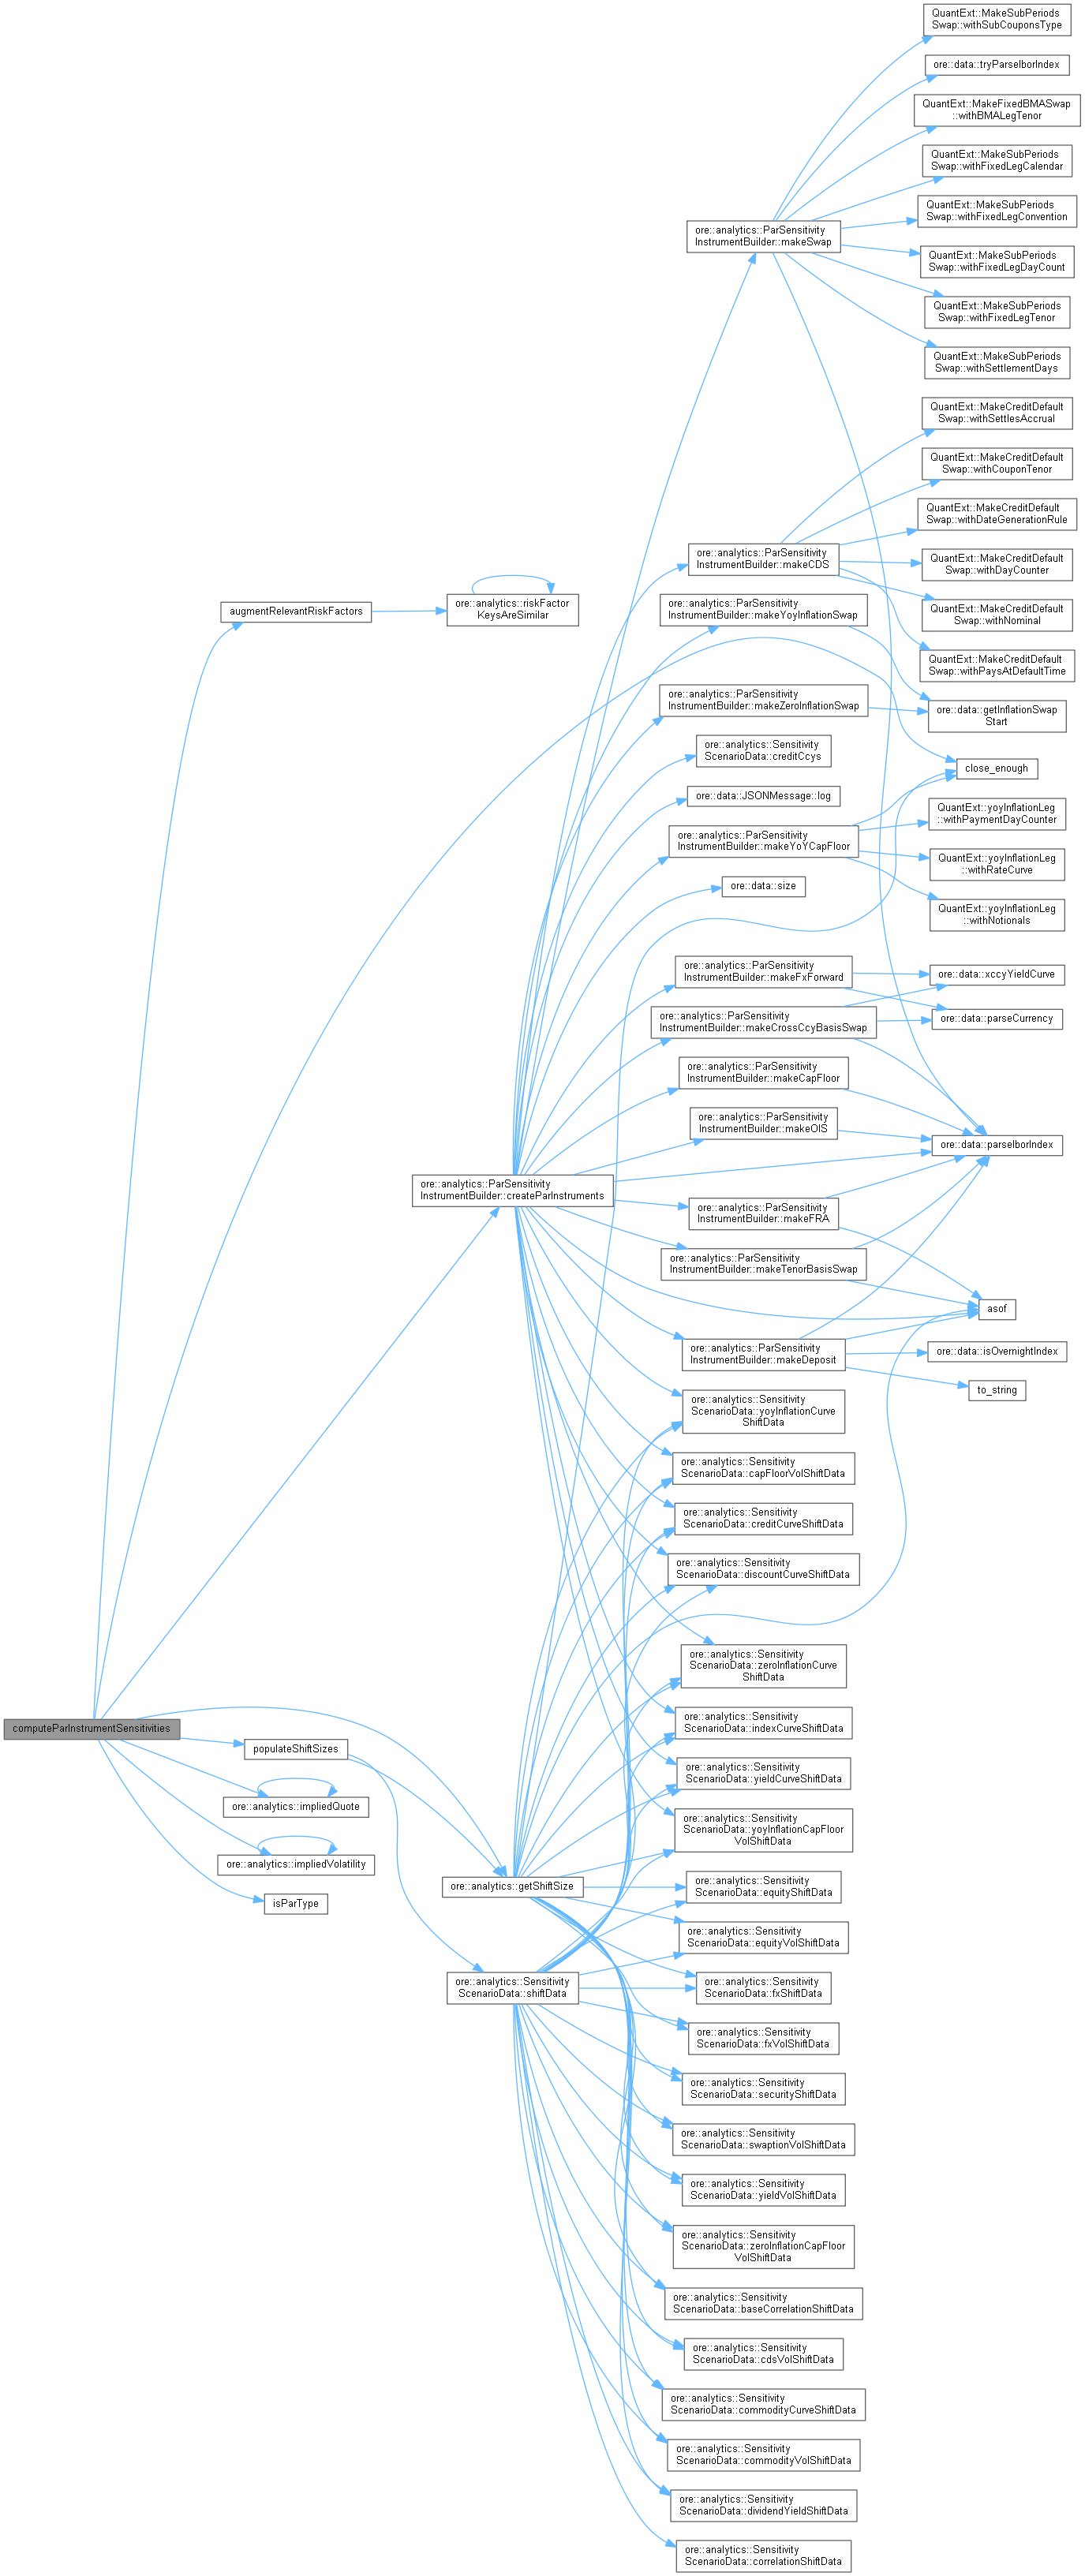 QuantExt::MakeSubPeriods
Swap::withSubCouponsType
ore::data::tryParseIborIndex
QuantExt::MakeFixedBMASwap
::withBMALegTenor
QuantExt::MakeSubPeriods
Swap::withFixedLegCalendar
QuantExt::MakeSubPeriods
Swap::withFixedLegConvention
ore::analytics::ParSensitivity
InstrumentBuilder::makeSwap
QuantExt::MakeSubPeriods
Swap::withFixedLegDayCount
QuantExt::MakeSubPeriods
Swap::withFixedLegTenor
QuantExt::MakeSubPeriods
Swap::withSettlementDays
QuantExt::MakeCreditDefault
Swap::withSettlesAccrual
QuantExt::MakeCreditDefault
Swap::withCouponTenor
QuantExt::MakeCreditDefault
Swap::withDateGenerationRule
ore::analytics::ParSensitivity
InstrumentBuilder::makeCDS
QuantExt::MakeCreditDefault
Swap::withDayCounter
augmentRelevantRiskFactors
ore::analytics::riskFactor
KeysAreSimilar
ore::analytics::ParSensitivity
InstrumentBuilder::makeYoyInflationSwap
QuantExt::MakeCreditDefault
Swap::withNominal
QuantExt::MakeCreditDefault
Swap::withPaysAtDefaultTime
ore::analytics::ParSensitivity
InstrumentBuilder::makeZeroInflationSwap
ore::data::getInflationSwap
Start
ore::analytics::Sensitivity
ScenarioData::creditCcys
close_enough
ore::data::JSONMessage::log
QuantExt::yoyInflationLeg
::withPaymentDayCounter
ore::analytics::ParSensitivity
InstrumentBuilder::makeYoYCapFloor
QuantExt::yoyInflationLeg
::withRateCurve
ore::data::size
QuantExt::yoyInflationLeg
::withNotionals
ore::analytics::ParSensitivity
InstrumentBuilder::makeFxForward
ore::data::xccyYieldCurve
ore::analytics::ParSensitivity
InstrumentBuilder::makeCrossCcyBasisSwap
ore::data::parseCurrency
ore::analytics::ParSensitivity
InstrumentBuilder::makeCapFloor
ore::analytics::ParSensitivity
InstrumentBuilder::makeOIS
ore::data::parseIborIndex
ore::analytics::ParSensitivity
InstrumentBuilder::createParInstruments
ore::analytics::ParSensitivity
InstrumentBuilder::makeFRA
ore::analytics::ParSensitivity
InstrumentBuilder::makeTenorBasisSwap
asof
ore::analytics::ParSensitivity
InstrumentBuilder::makeDeposit
ore::data::isOvernightIndex
to_string
ore::analytics::Sensitivity
ScenarioData::yoyInflationCurve
ShiftData
ore::analytics::Sensitivity
ScenarioData::capFloorVolShiftData
ore::analytics::Sensitivity
ScenarioData::creditCurveShiftData
ore::analytics::Sensitivity
ScenarioData::discountCurveShiftData
ore::analytics::Sensitivity
ScenarioData::zeroInflationCurve
ShiftData
computeParInstrumentSensitivities
ore::analytics::Sensitivity
ScenarioData::indexCurveShiftData
populateShiftSizes
ore::analytics::Sensitivity
ScenarioData::yieldCurveShiftData
ore::analytics::impliedQuote
ore::analytics::Sensitivity
ScenarioData::yoyInflationCapFloor
VolShiftData
ore::analytics::impliedVolatility
ore::analytics::getShiftSize
ore::analytics::Sensitivity
ScenarioData::equityShiftData
isParType
ore::analytics::Sensitivity
ScenarioData::equityVolShiftData
ore::analytics::Sensitivity
ScenarioData::shiftData
ore::analytics::Sensitivity
ScenarioData::fxShiftData
ore::analytics::Sensitivity
ScenarioData::fxVolShiftData
ore::analytics::Sensitivity
ScenarioData::securityShiftData
ore::analytics::Sensitivity
ScenarioData::swaptionVolShiftData
ore::analytics::Sensitivity
ScenarioData::yieldVolShiftData
ore::analytics::Sensitivity
ScenarioData::zeroInflationCapFloor
VolShiftData
ore::analytics::Sensitivity
ScenarioData::baseCorrelationShiftData
ore::analytics::Sensitivity
ScenarioData::cdsVolShiftData
ore::analytics::Sensitivity
ScenarioData::commodityCurveShiftData
ore::analytics::Sensitivity
ScenarioData::commodityVolShiftData
ore::analytics::Sensitivity
ScenarioData::dividendYieldShiftData
ore::analytics::Sensitivity
ScenarioData::correlationShiftData